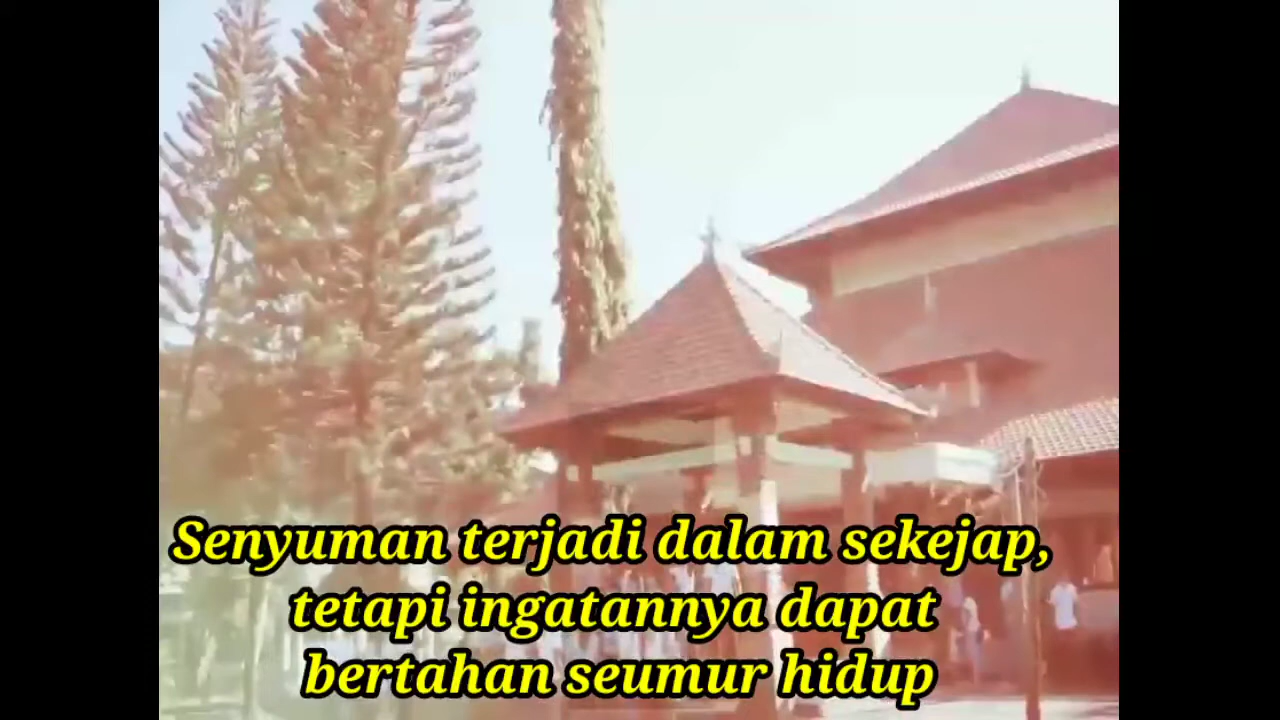 Senyuman terjadi dalam sekejap,
tetapi ingatannya dapat
bertahan seumur hidup